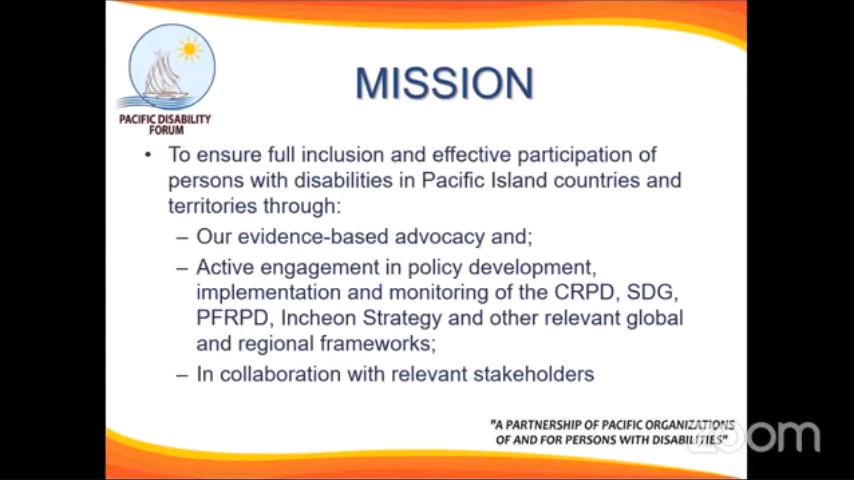 MISSION
PACIFIC DISABILITY
FORUM
• To ensure full inclusion and effective participation of
persons with disabilities in Pacific Island countries and
territories through:
– Our evidence-based advocacy and;
– Active engagement in policy development,
implementation and monitoring of the CRPD, SDG,
PFRPD, Incheon Strategy and other relevant global
and regional frameworks;
– In collaboration with relevant stakeholders
"A PARTNERSHIP OF PACIFIC ORGANIZATIONS
OF AND FOR PERSONS WITH DISABILITIES"
zoom